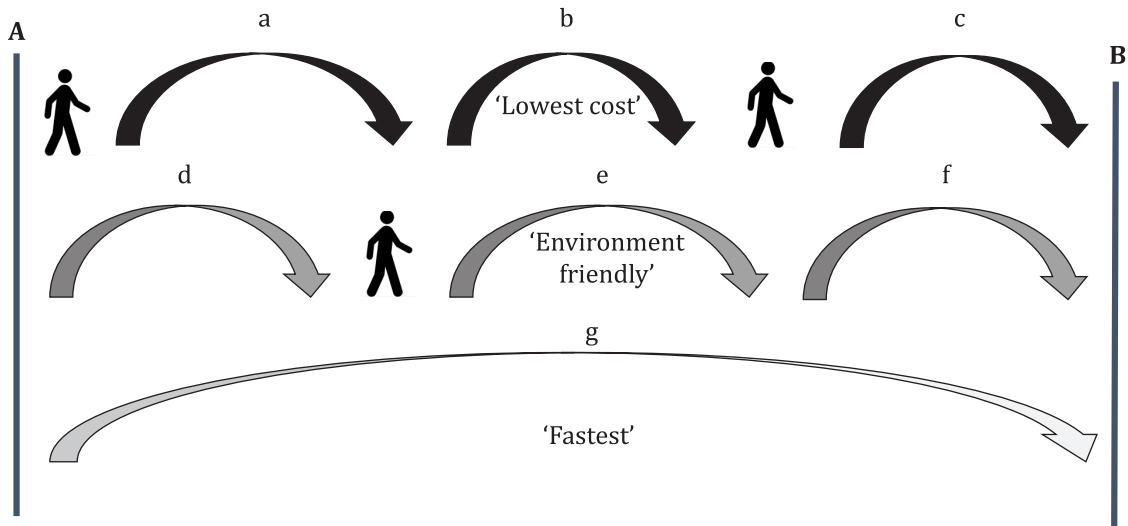 a b c
A
B
‘Lowest cost’
d e f
‘Environment
friendly’
g
‘Fastest’